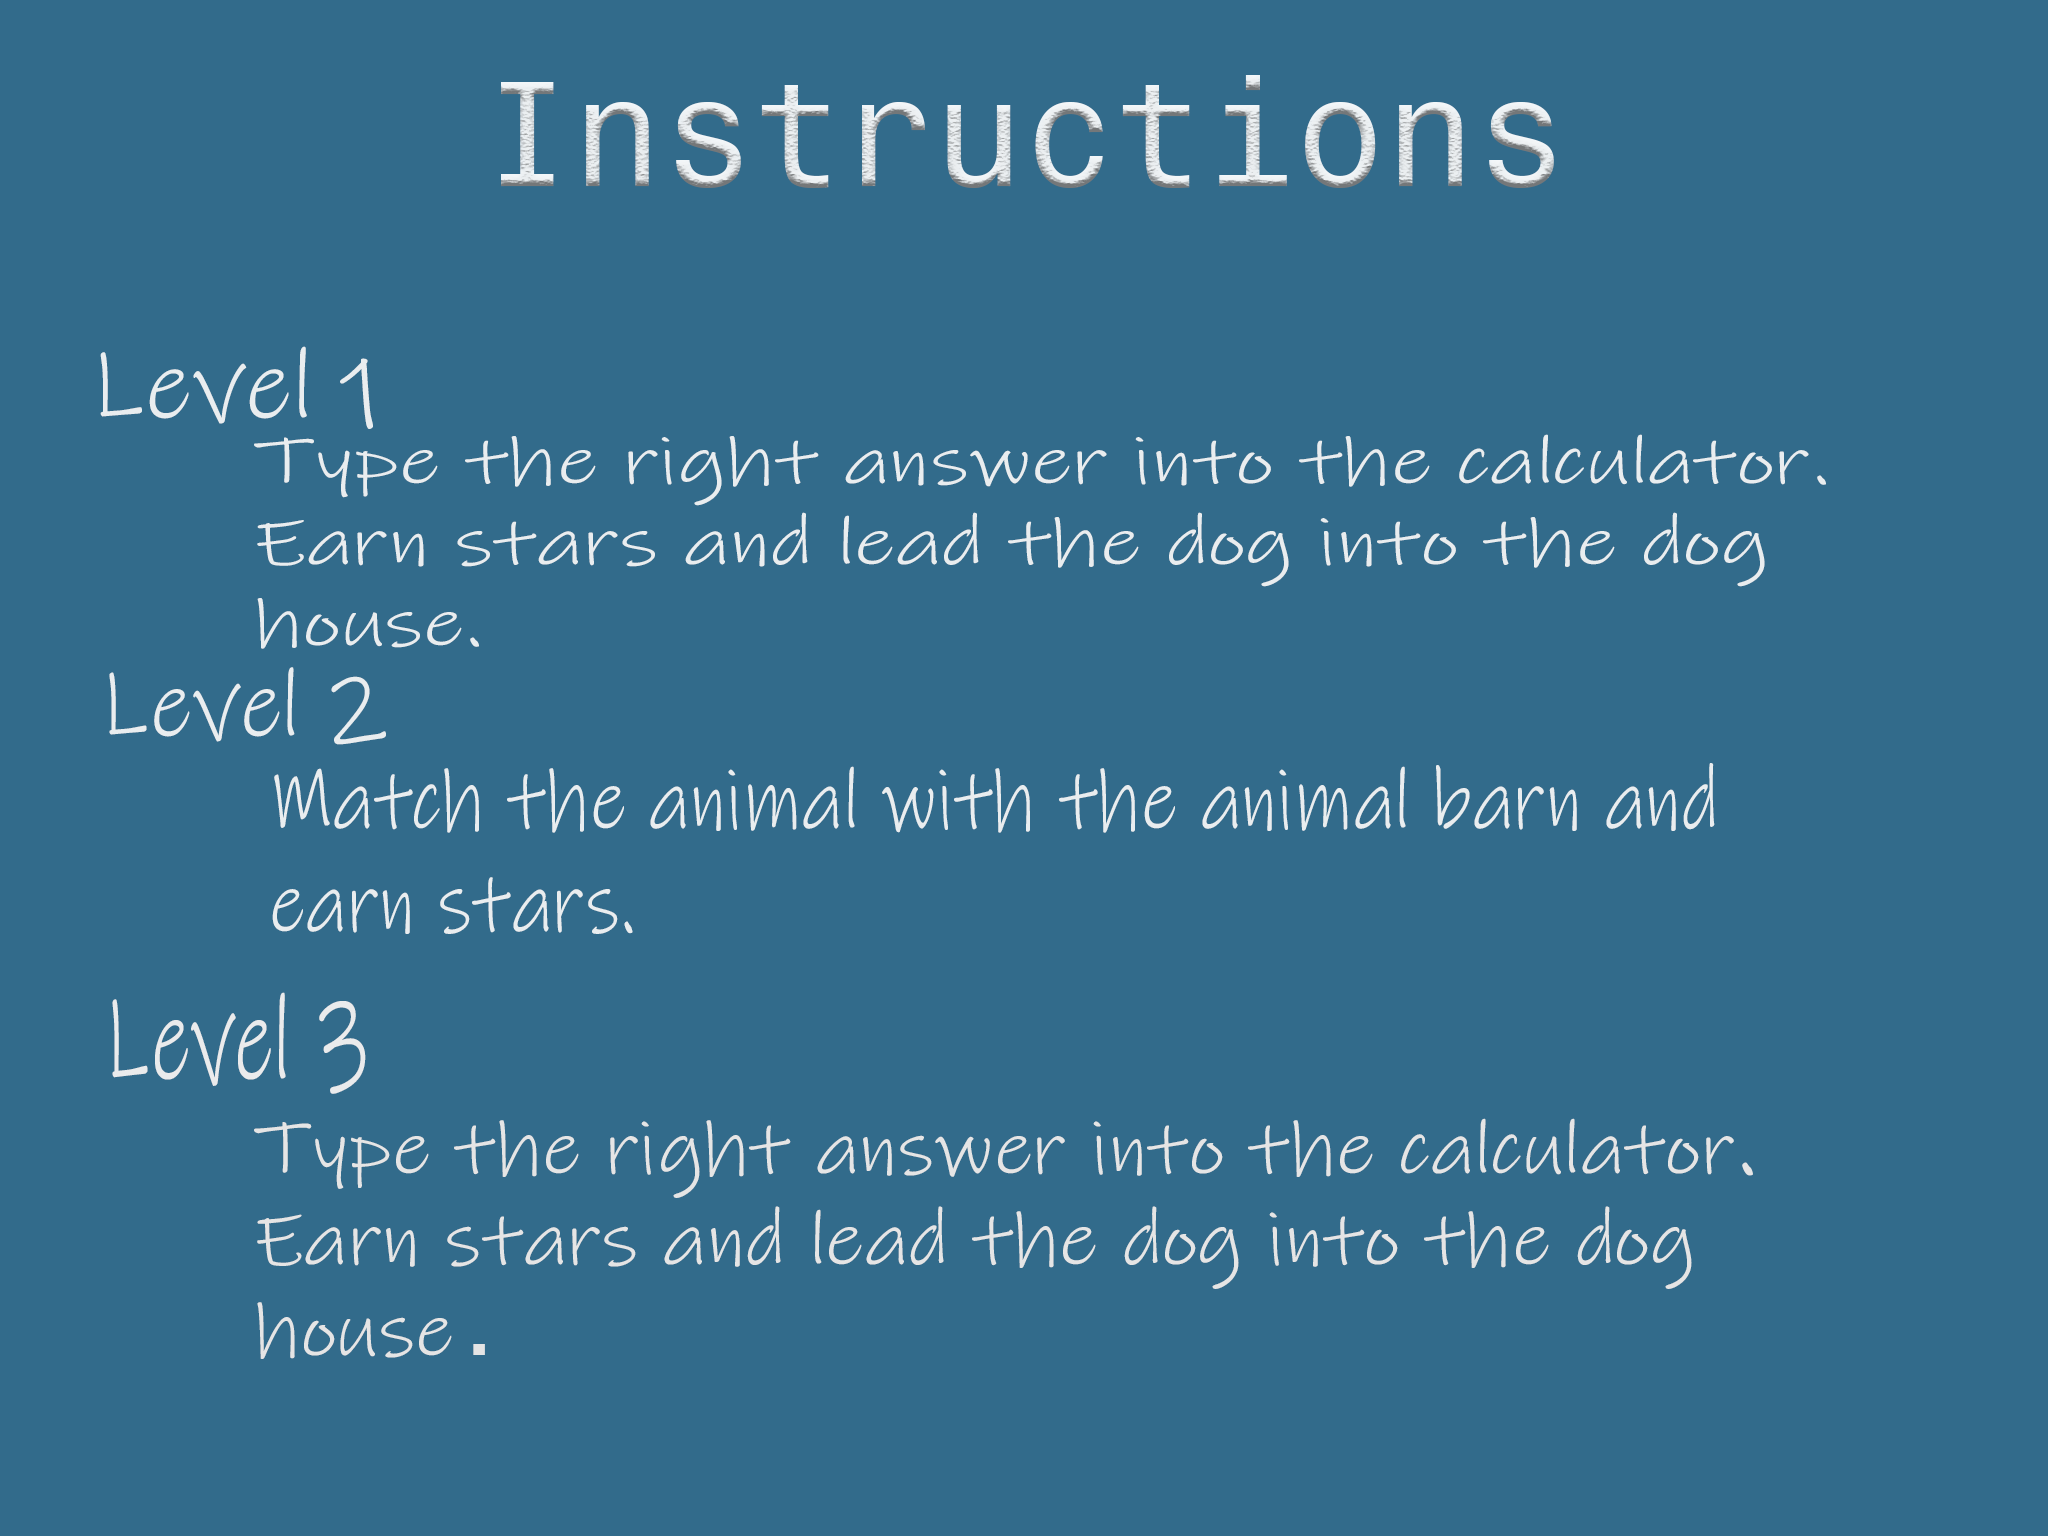 Instructions
Level 1
Type the right answer into the calculator.
Earn stars and lead the dog into the dog
house.
Level 2
Match the animal with the animal barn and
earn stars.
Level 3
Type the right answer into the calculator.
Earn stars and lead the dog into the dog
house.